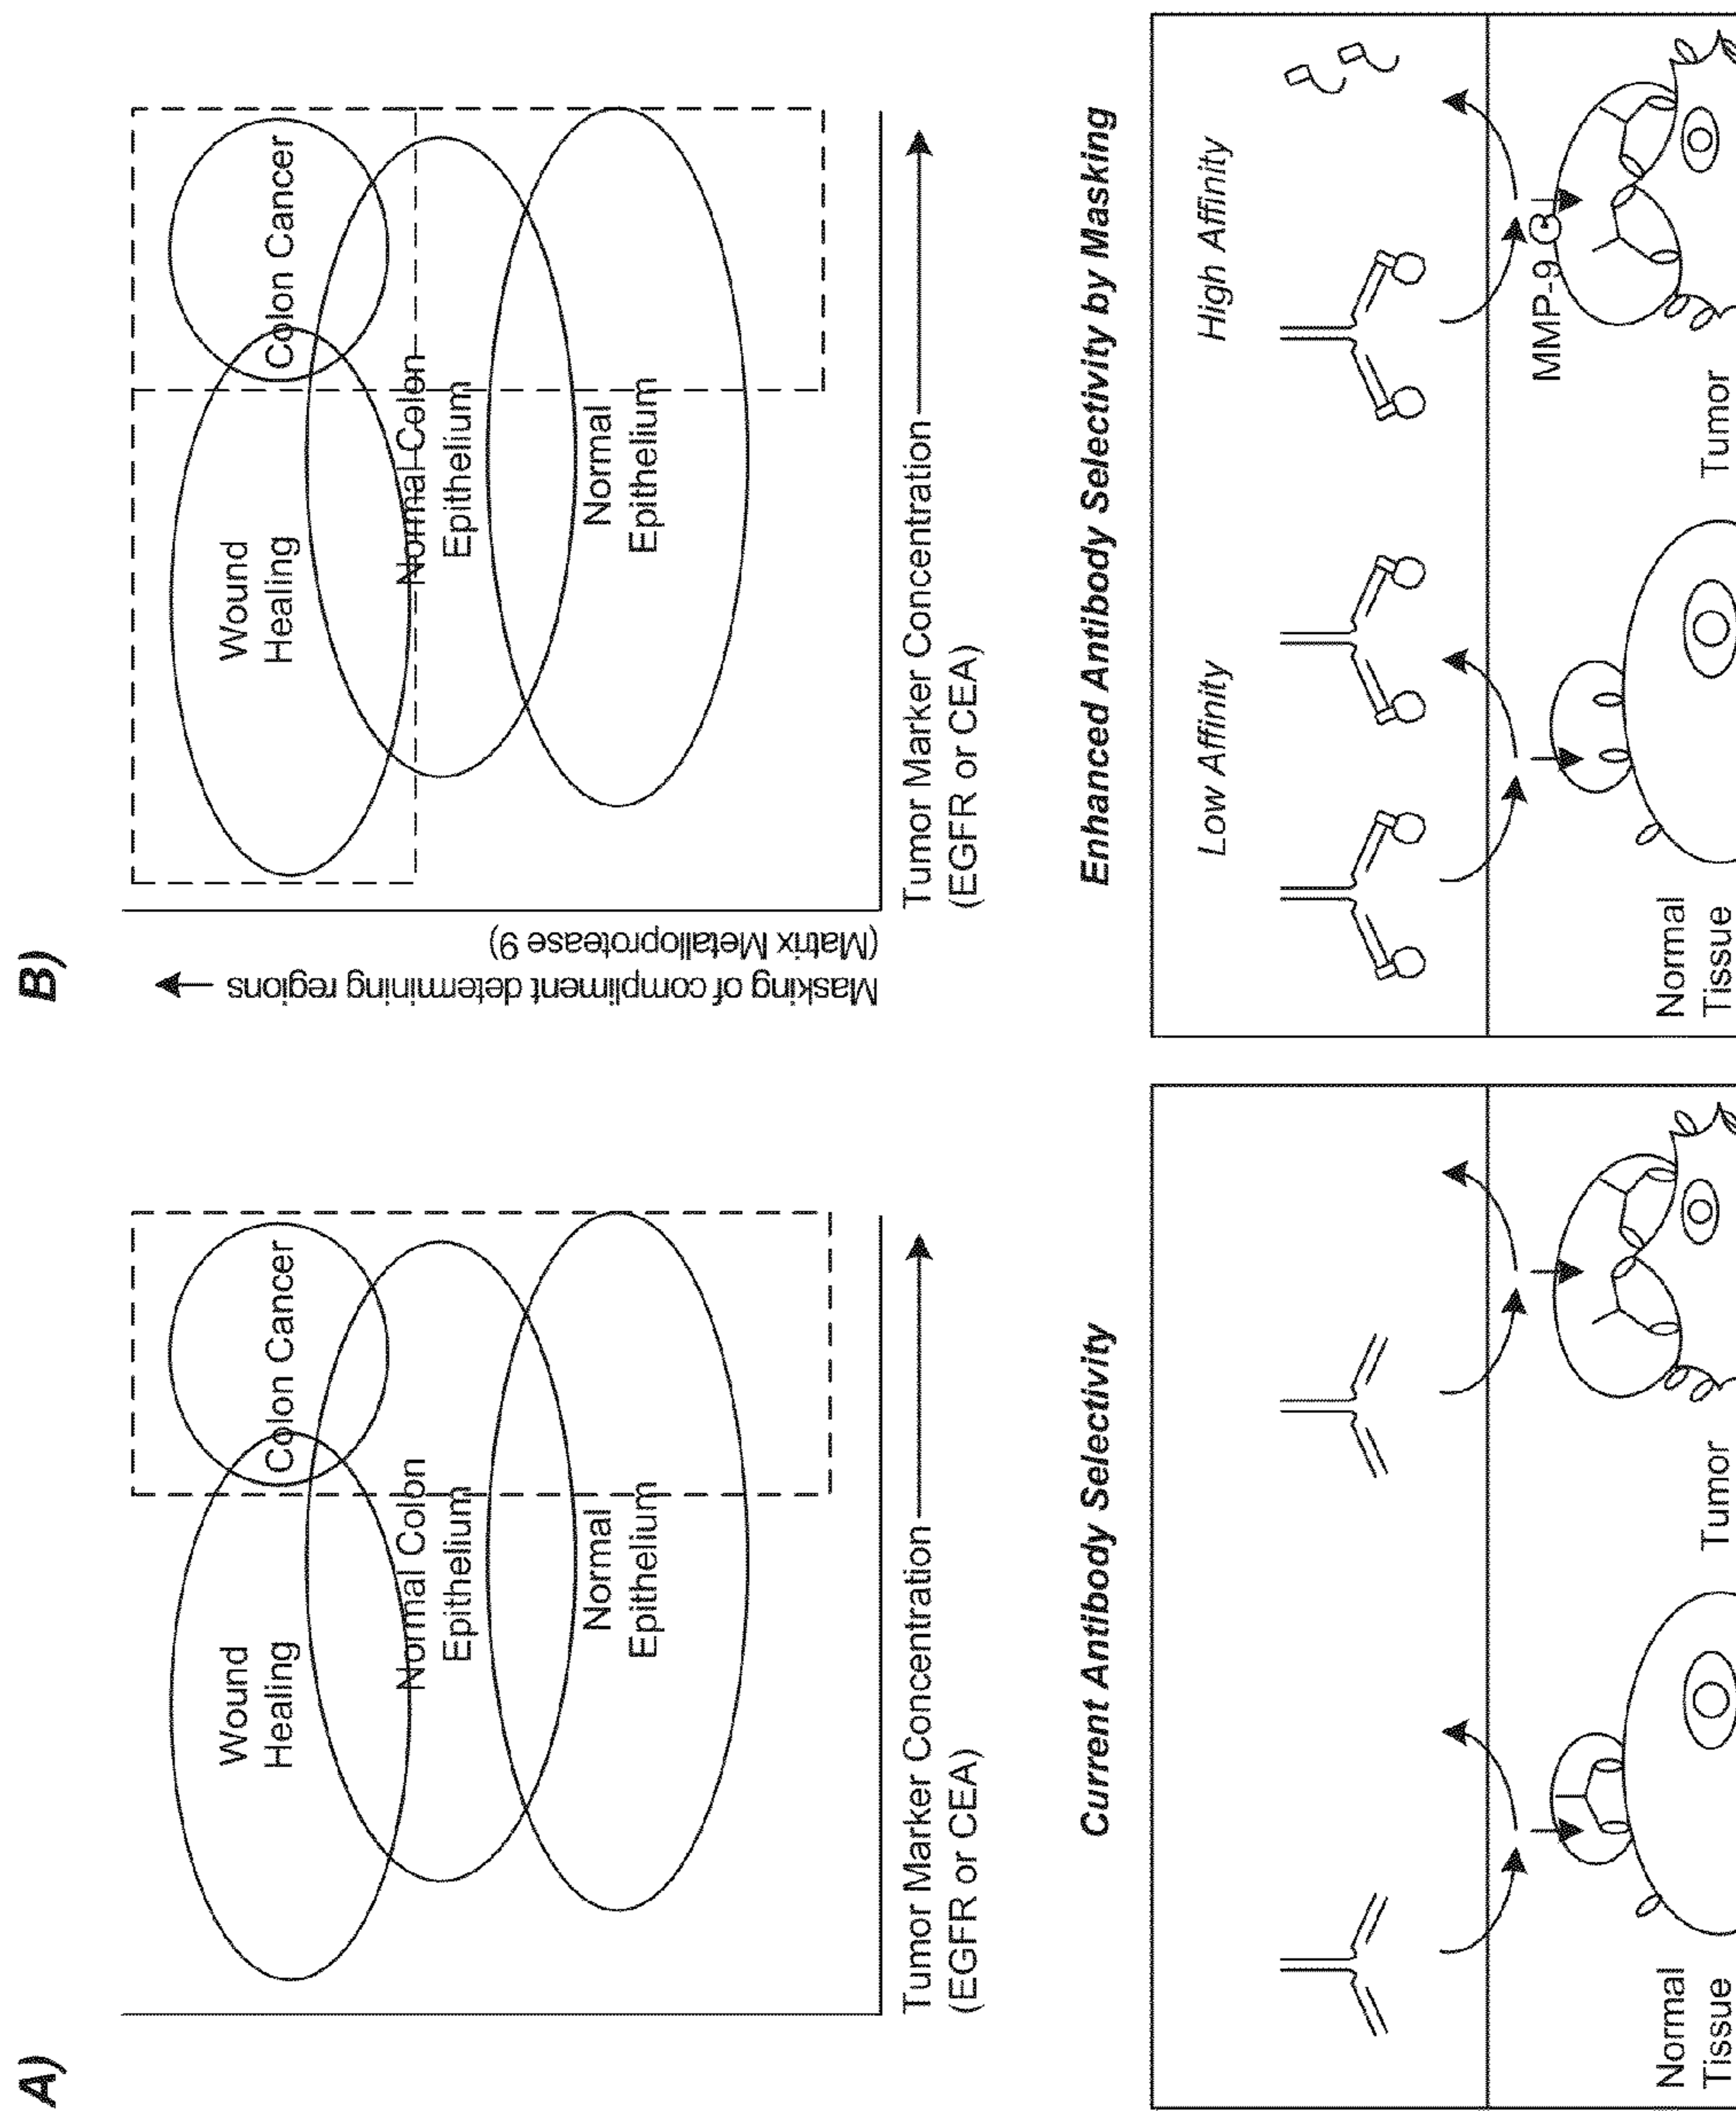 A)
Wound
Healing
Colon Cancer
Normal Colon
Epithelium
Normal
Epithelium
Tumor Marker Concentration
(EGFR or CEA)
Current Antibody Selectivity
Normal
Tissue
Tumor
B)
Masking of compliment determining regions
(Matrix Metalloprotease 9)
Wound
Healing
Colon Cancer
Normal Colon
Epithelium
Normal
Epithelium
Tumor Marker Concentration
(EGFR or CEA)
Enhanced Antibody Selectivity by Masking
Low Affinity
High Affinity
MMP-9
Normal
Tissue
Tumor